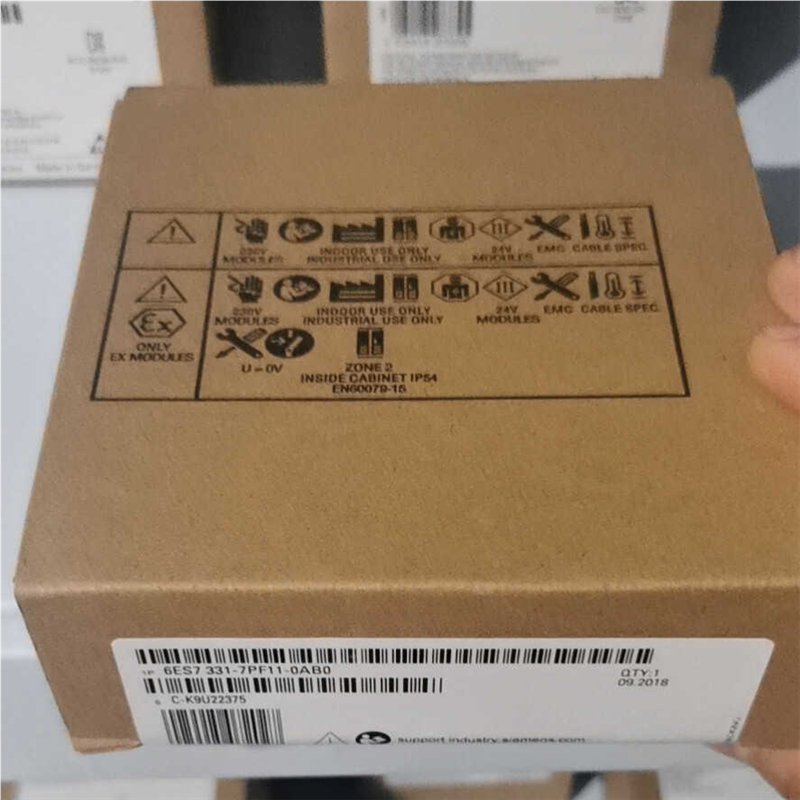 230V MODULES
INDOOR USE ONLY
INDUSTRIAL USE ONLY
24V MODULES
EMC
CABLE SPEC.
Ex
ONLY
EX MODULES
230V MODULES
INDOOR USE ONLY
INDUSTRIAL USE ONLY
24V MODULES
EMC
CABLE SPEC.
U=0V
ZONE 2
INSIDE CABINET IP54
EN60079-15
1P 6ES7 331-7PF11-0AB0
QTY:1
09.2018
S C-K9U22375
support.industry.siemens.com